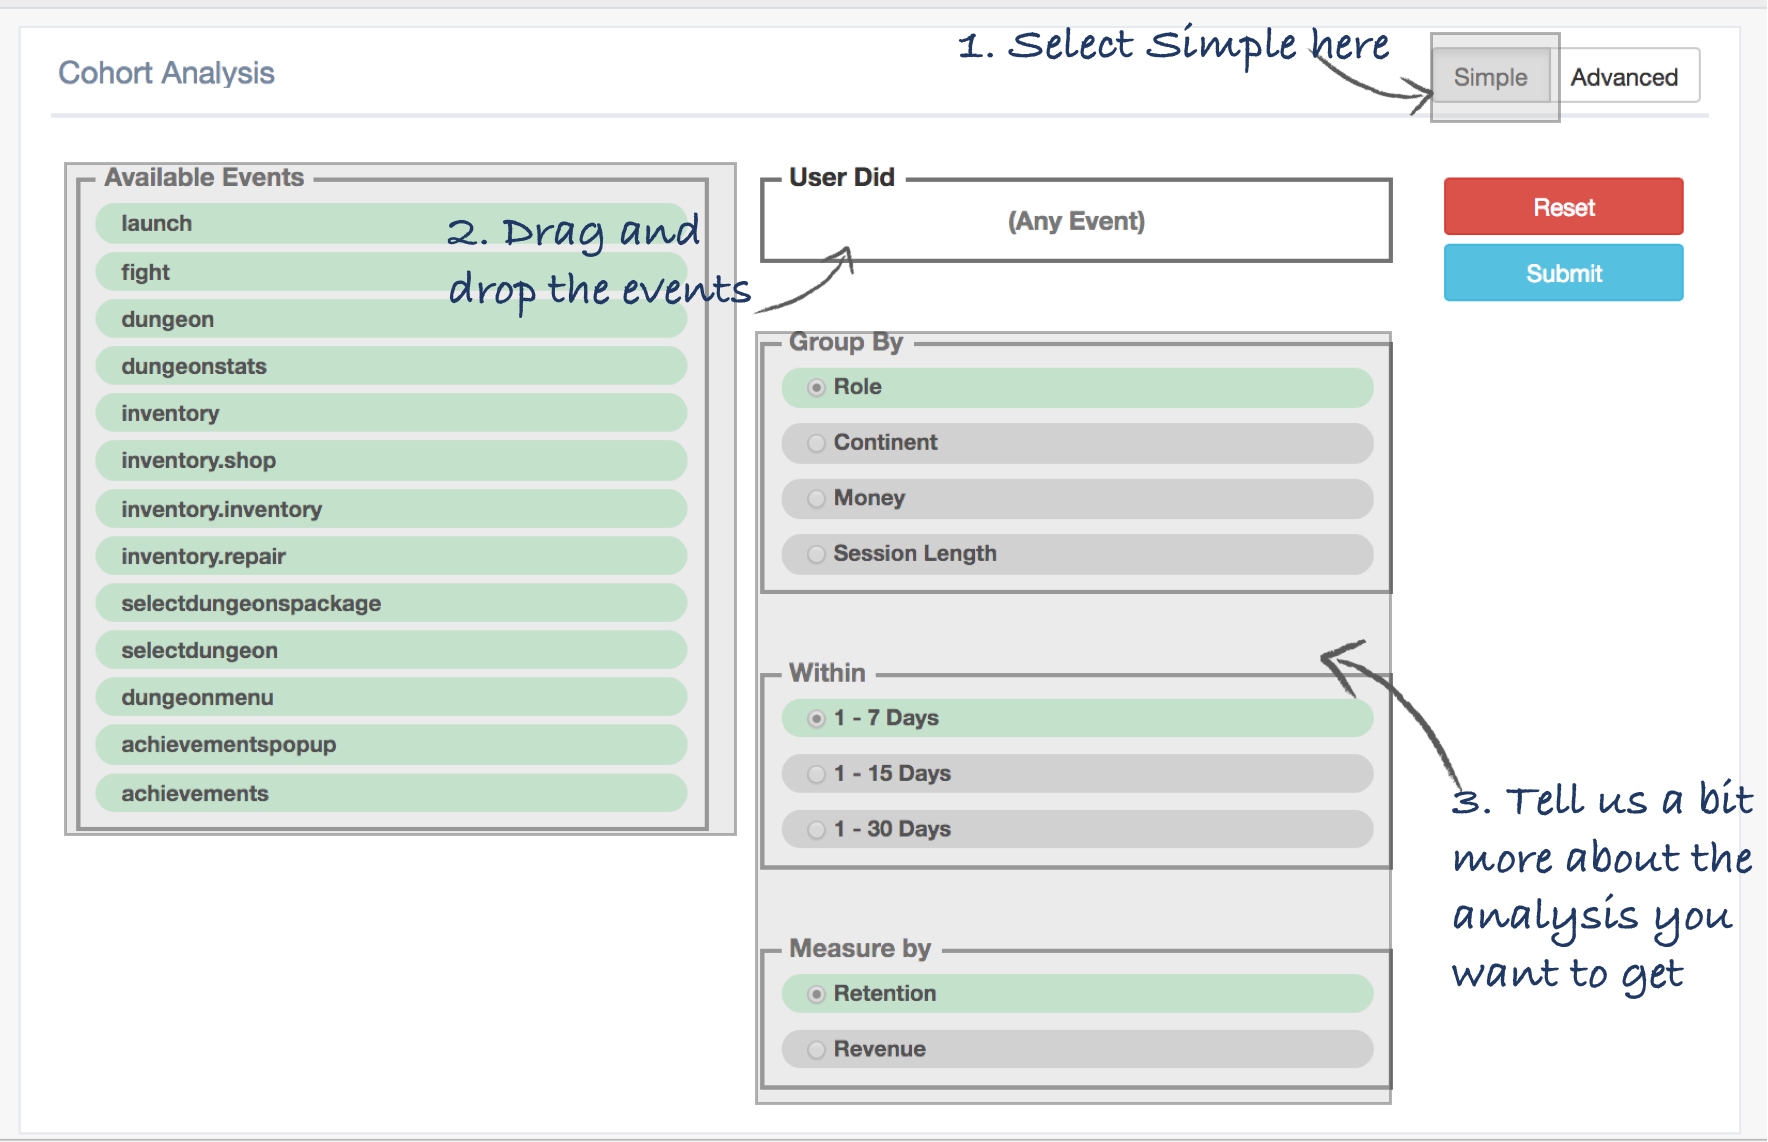 1. Select Simple here
Cohort Analysis
Simple
Advanced
Available Events
launch
fight
dungeon
dungeonstats
inventory
inventory.shop
inventory.inventory
inventory.repair
selectdungeonspackage
selectdungeon
dungeonmenu
achievementspopup
achievements
2. Drag and
drop the events
User Did
(Any Event)
Reset
Submit
Group By
Role
Continent
Money
Session Length
Within
1 - 7 Days
1 - 15 Days
1 - 30 Days
Measure by
Retention
Revenue
3. Tell us a bit
more about the
analysis you
want to get